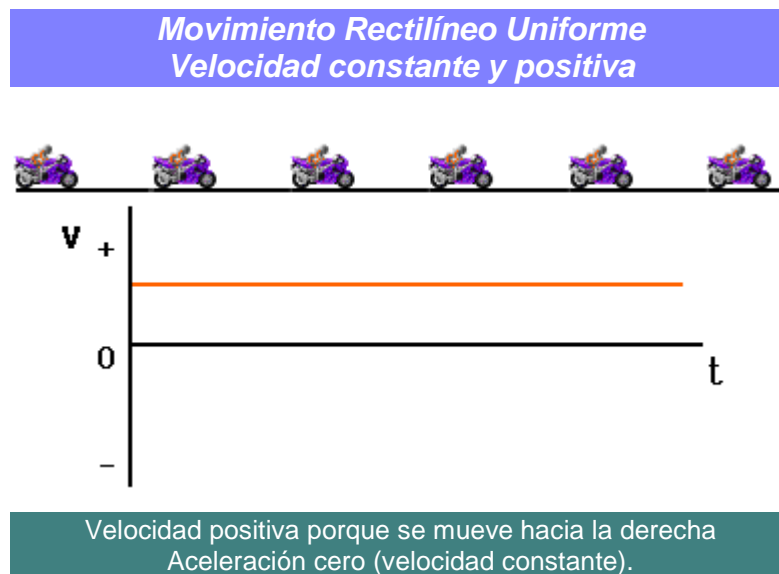 Movimiento Rectilíneo Uniforme
Velocidad constante y positiva
v +
0
t
–
Velocidad positiva porque se mueve hacia la derecha
Aceleración cero (velocidad constante).